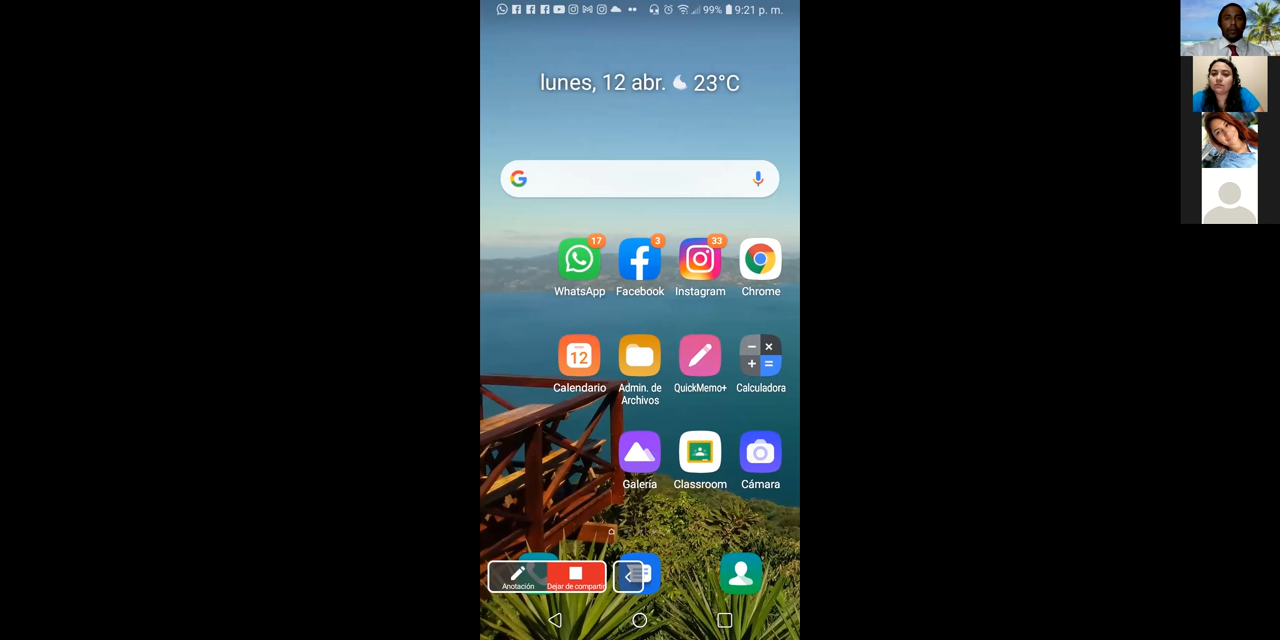 99% 9:21 p. m.
lunes, 12 abr. 23°C
G
17 3 33
WhatsApp Facebook Instagram Chrome
12
Calendario Admin. de Archivos QuickMemo+ Calculadora
Galería Classroom Cámara
Anotación Dejar de compartir